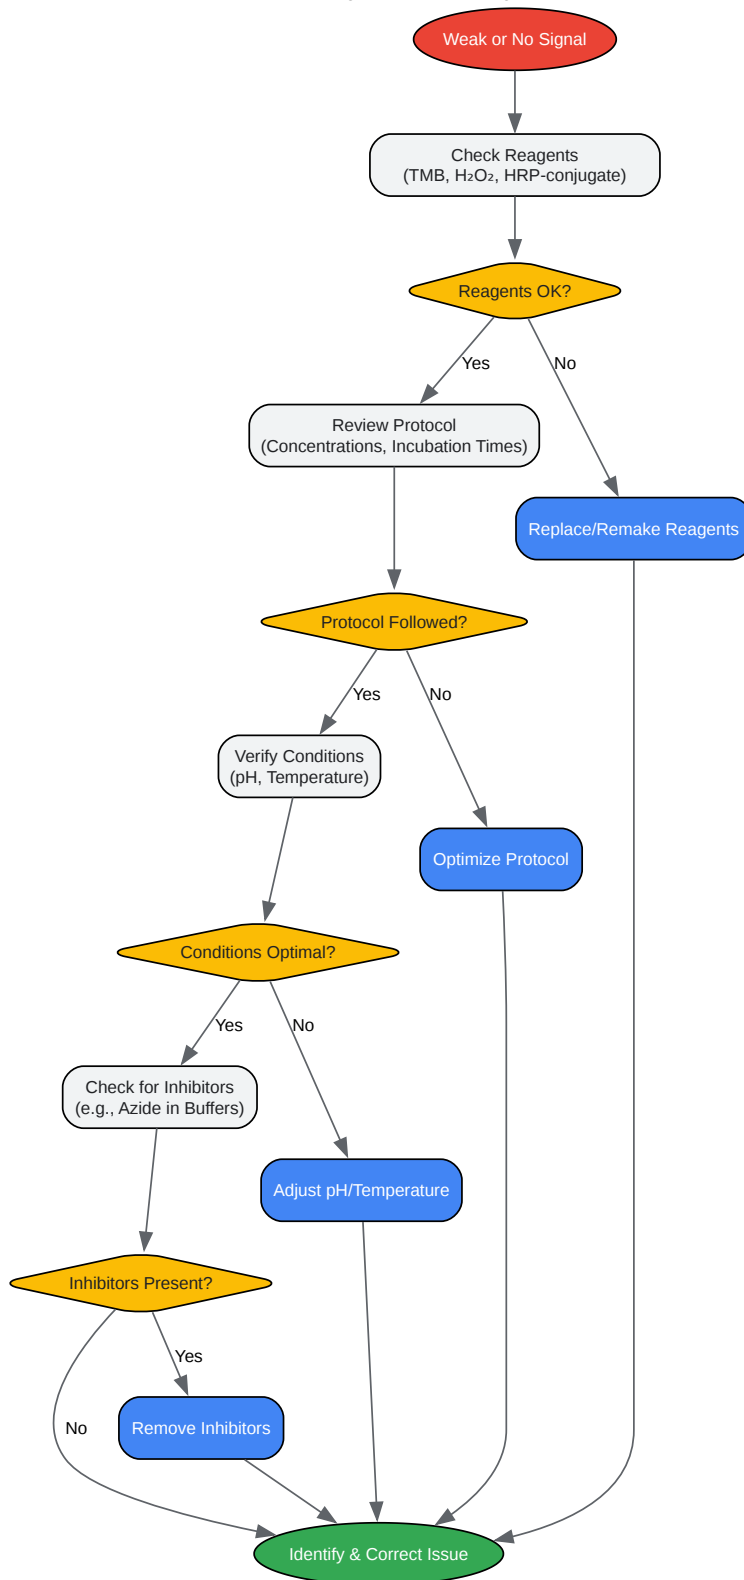 Weak or No Signal
Check Reagents
(TMB, H₂O₂, HRP-conjugate)
Reagents OK?
Yes
No
Review Protocol
(Concentrations, Incubation Times)
Replace/Remake Reagents
Protocol Followed?
Yes
No
Verify Conditions
(pH, Temperature)
Optimize Protocol
Conditions Optimal?
Yes
No
Check for Inhibitors
(e.g., Azide in Buffers)
Adjust pH/Temperature
Inhibitors Present?
Yes
No
Remove Inhibitors
Identify & Correct Issue